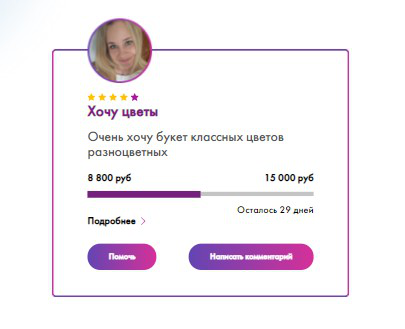 Хочу цветы
Очень хочу букет классных цветов
разноцветных
8 800 руб 15 000 руб
Осталось 29 дней
Подробнее
Помочь Написать комментарий